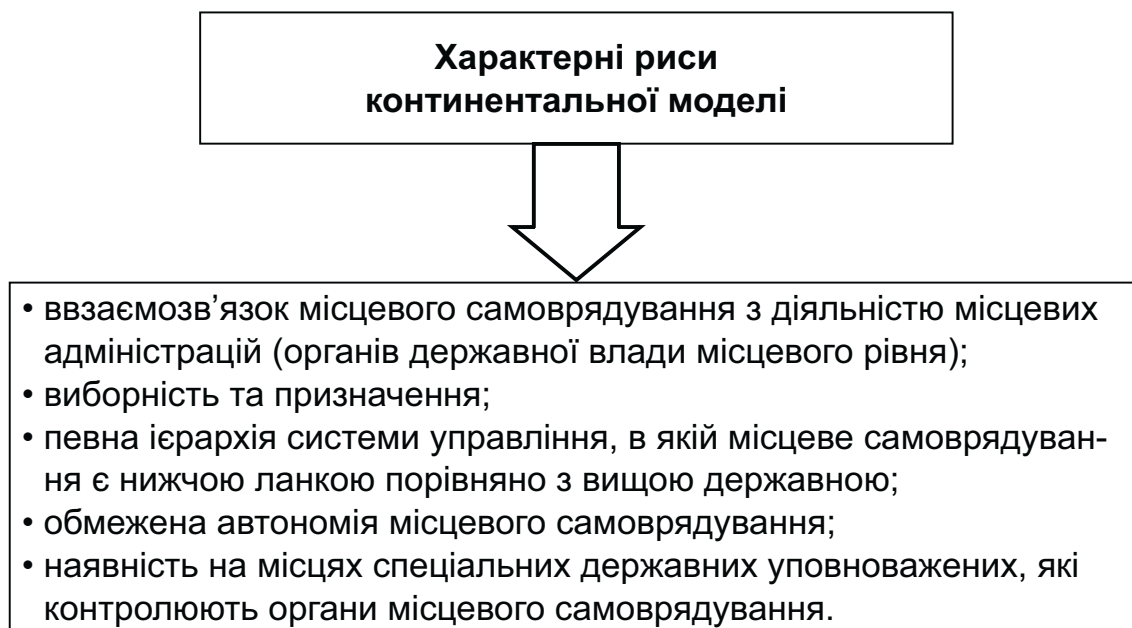 Характерні риси
континентальної моделі
• ввзаємозв’язок місцевого самоврядування з діяльністю місцевих
адміністрацій (органів державної влади місцевого рівня);
• виборність та призначення;
• певна ієрархія системи управління, в якій місцеве самоврядуван-
ня є нижчою ланкою порівняно з вищою державною;
• обмежена автономія місцевого самоврядування;
• наявність на місцях спеціальних державних уповноважених, які
контролюють органи місцевого самоврядування.